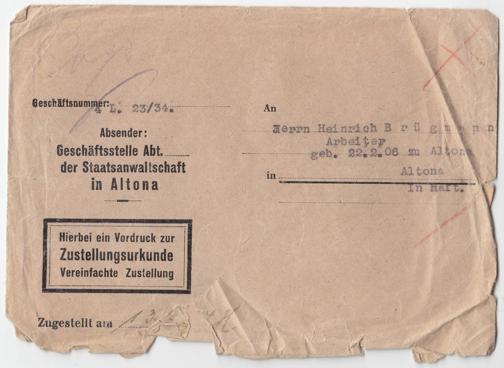 Geschäftsnummer: 4 L. 23/34.
Absender:
Geschäftsstelle Abt.
der Staatsanwaltschaft
in Altona
Hierbei ein Vordruck zur
Zustellungsurkunde
Vereinfachte Zustellung
Zugestellt am
An
Herrn Heinrich B r ü g m a n n
Arbeiter
geb. 22.2.06 zu Altona
in Altona
in Haft.